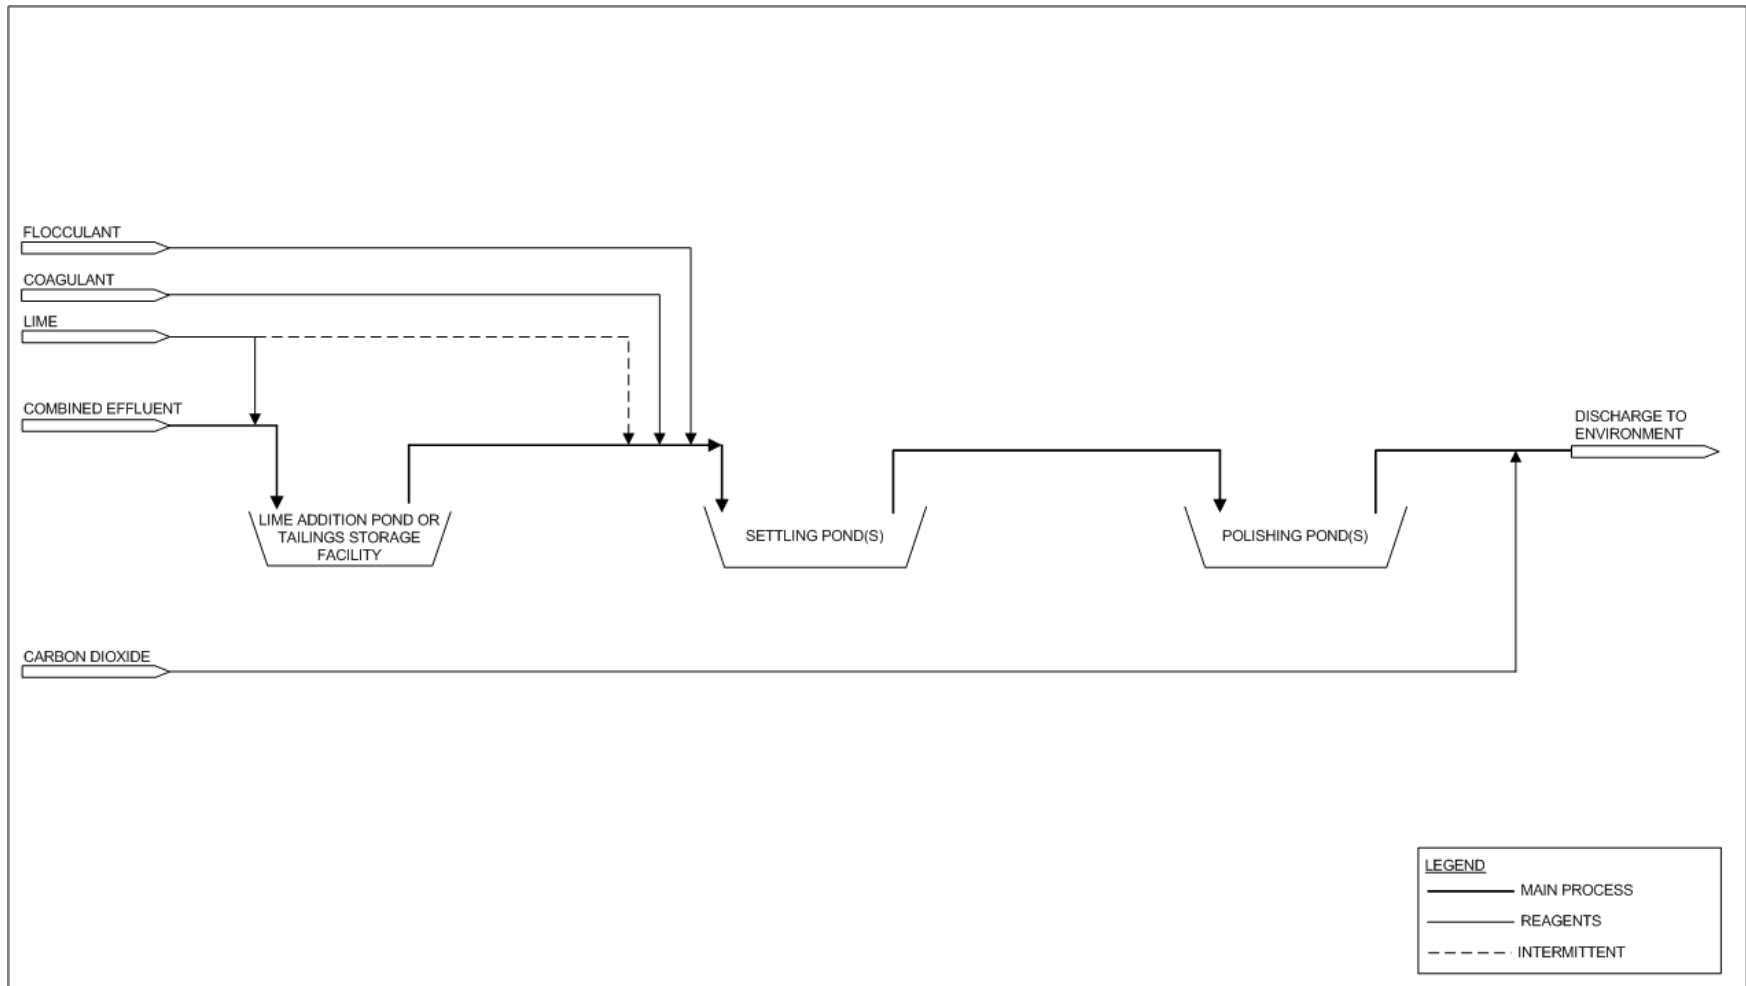 FLOCCULANT
COAGULANT
LIME
COMBINED EFFLUENT
DISCHARGE TO
ENVIRONMENT
LIME ADDITION POND OR
TAILINGS STORAGE
FACILITY
SETTLING POND(S)
POLISHING POND(S)
CARBON DIOXIDE
LEGEND
MAIN PROCESS
REAGENTS
INTERMITTENT